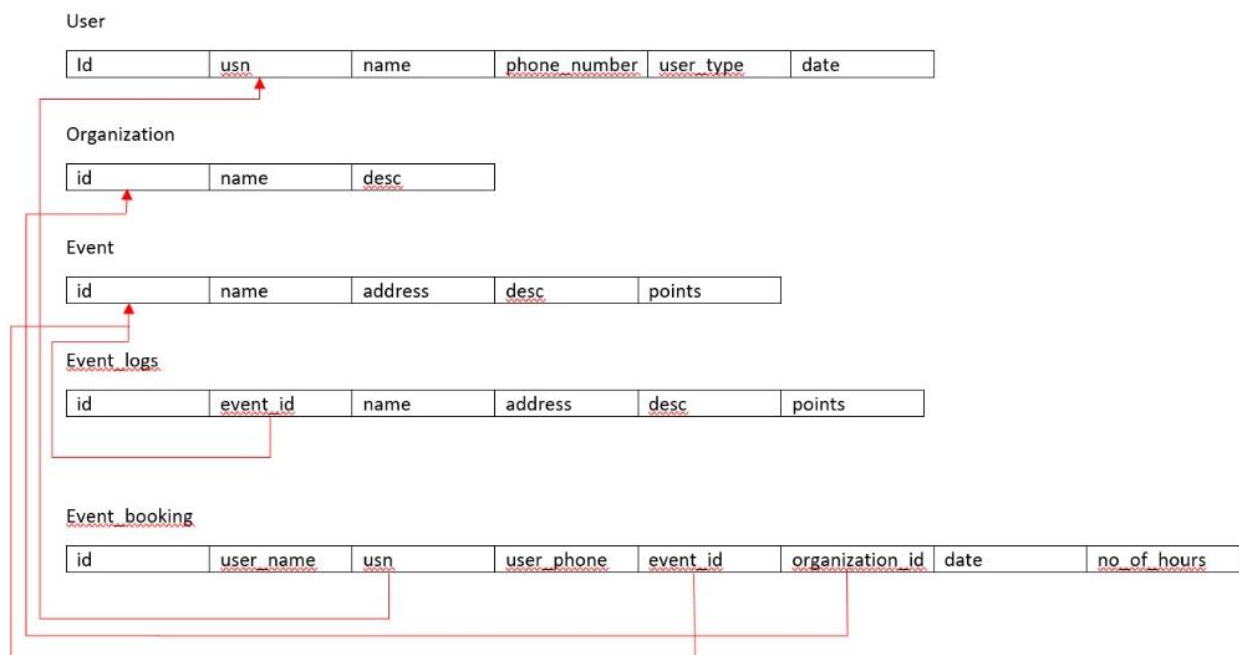 User
Id usn name phone_number user_type date
Organization
id name desc
Event
id name address desc points
Event_logs
id event_id name address desc points
Event_booking
id user_name usn user_phone event_id organization_id date no_of_hours